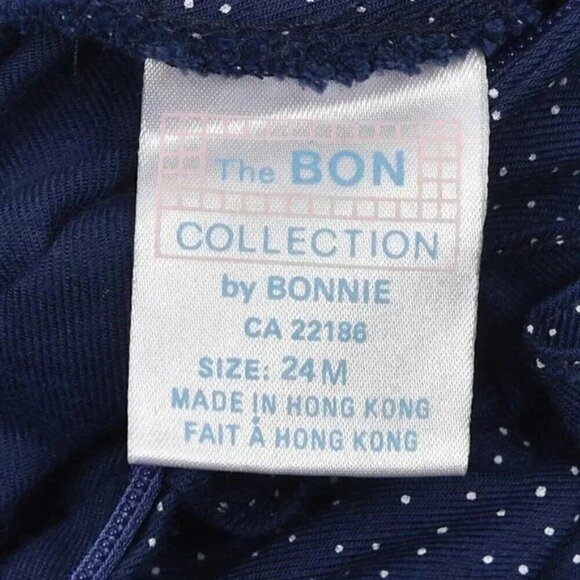 The BON
COLLECTION
by BONNIE
CA 22186
SIZE: 24M
MADE IN HONG KONG
FAIT À HONG KONG